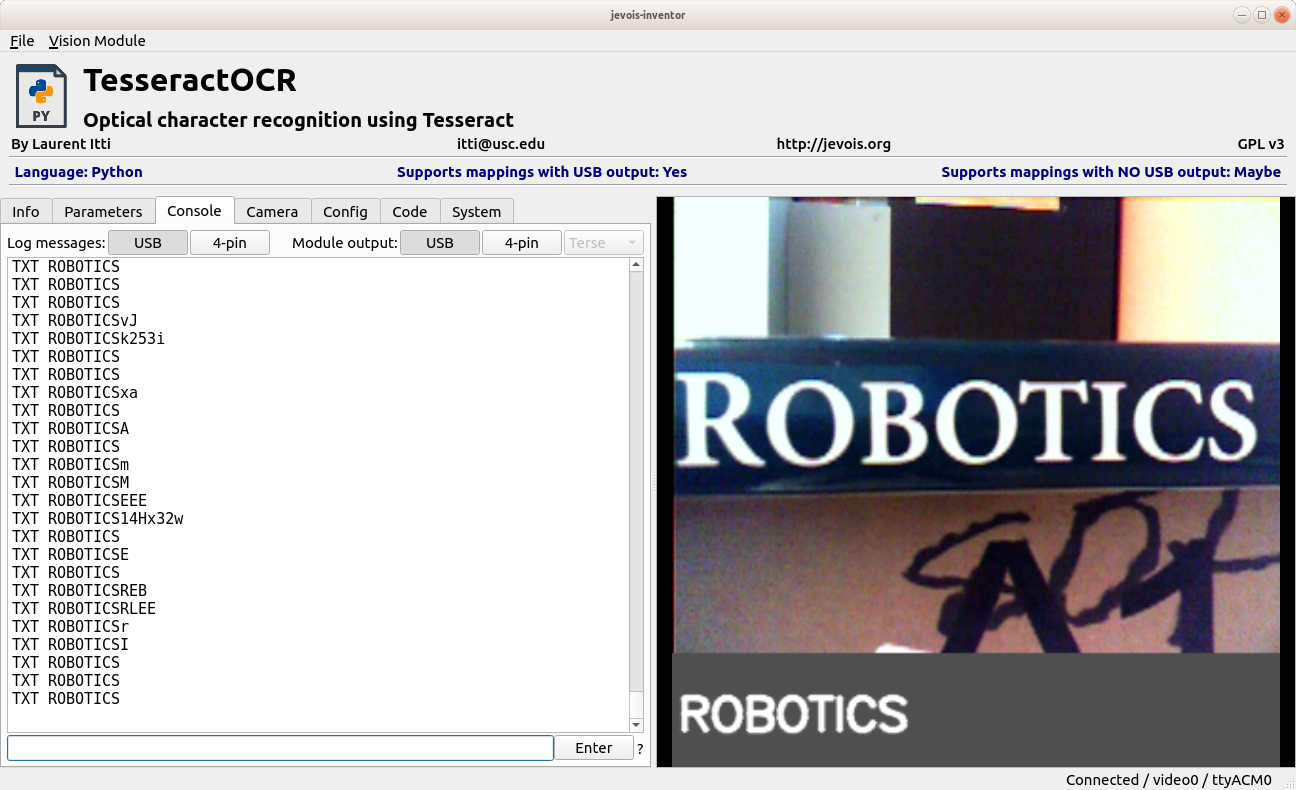 jevois-inventor
File Vision Module
PY
TesseractOCR
Optical character recognition using Tesseract
By Laurent Itti itti@usc.edu http://jevois.org GPL v3
Language: Python Supports mappings with USB output: Yes Supports mappings with NO USB output: Maybe
Info Parameters Console Camera Config Code System
Log messages: USB 4-pin Module output: USB 4-pin Terse
TXT ROBOTICS
TXT ROBOTICS
TXT ROBOTICS
TXT ROBOTICSvJ
TXT ROBOTICSk253i
TXT ROBOTICS
TXT ROBOTICS
TXT ROBOTICSxa
TXT ROBOTICS
TXT ROBOTICSA
TXT ROBOTICS
TXT ROBOTICSm
TXT ROBOTICSM
TXT ROBOTICSEEE
TXT ROBOTICS14Hx32w
TXT ROBOTICS
TXT ROBOTICSE
TXT ROBOTICS
TXT ROBOTICSREB
TXT ROBOTICSRLEE
TXT ROBOTICSr
TXT ROBOTICSI
TXT ROBOTICS
TXT ROBOTICS
TXT ROBOTICS
Enter ?
ROBOTICS
ROBOTICS
Connected / video0 / ttyACM0